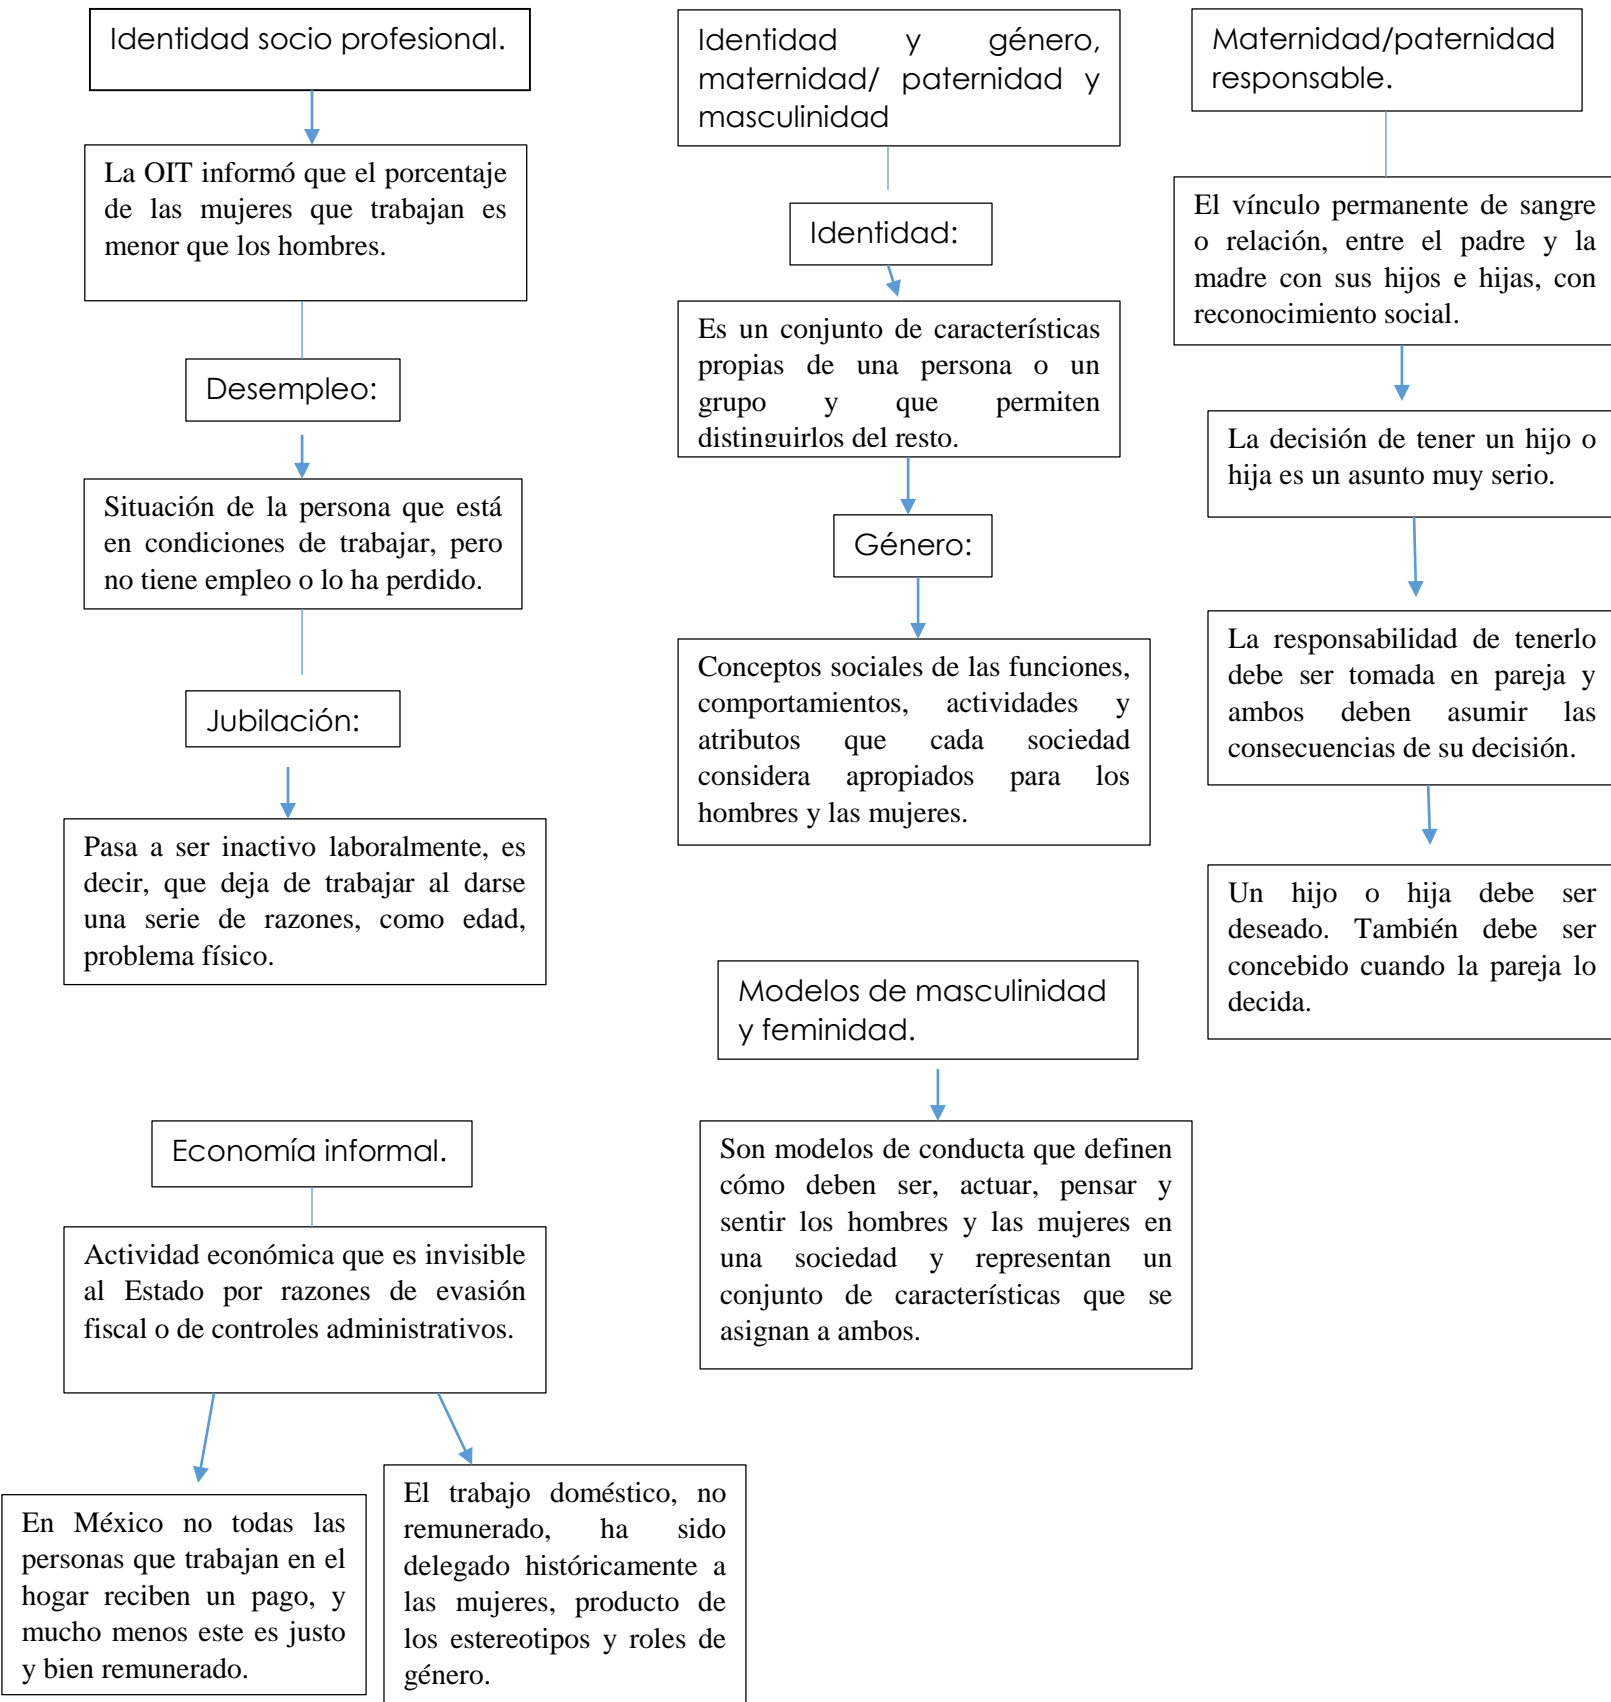 Identidad socio profesional.
La OIT informó que el porcentaje
de las mujeres que trabajan es
menor que los hombres.
Desempleo:
Situación de la persona que está
en condiciones de trabajar, pero
no tiene empleo o lo ha perdido.
Jubilación:
Pasa a ser inactivo laboralmente, es
decir, que deja de trabajar al darse
una serie de razones, como edad,
problema físico.
Economía informal.
Actividad económica que es invisible
al Estado por razones de evasión
fiscal o de controles administrativos.
En México no todas las
personas que trabajan en el
hogar reciben un pago, y
mucho menos este es justo
y bien remunerado.
El trabajo doméstico, no
remunerado, ha sido
delegado históricamente a
las mujeres, producto de
los estereotipos y roles de
género.
Identidad y género,
maternidad/ paternidad y
masculinidad
Identidad:
Es un conjunto de características
propias de una persona o un
grupo y que permiten
distinguirlos del resto.
Género:
Conceptos sociales de las funciones,
comportamientos, actividades y
atributos que cada sociedad
considera apropiados para los
hombres y las mujeres.
Modelos de masculinidad
y feminidad.
Son modelos de conducta que definen
cómo deben ser, actuar, pensar y
sentir los hombres y las mujeres en
una sociedad y representan un
conjunto de características que se
asignan a ambos.
Maternidad/paternidad
responsable.
El vínculo permanente de sangre
o relación, entre el padre y la
madre con sus hijos e hijas, con
reconocimiento social.
La decisión de tener un hijo o
hija es un asunto muy serio.
La responsabilidad de tenerlo
debe ser tomada en pareja y
ambos deben asumir las
consecuencias de su decisión.
Un hijo o hija debe ser
deseado. También debe ser
concebido cuando la pareja lo
decida.